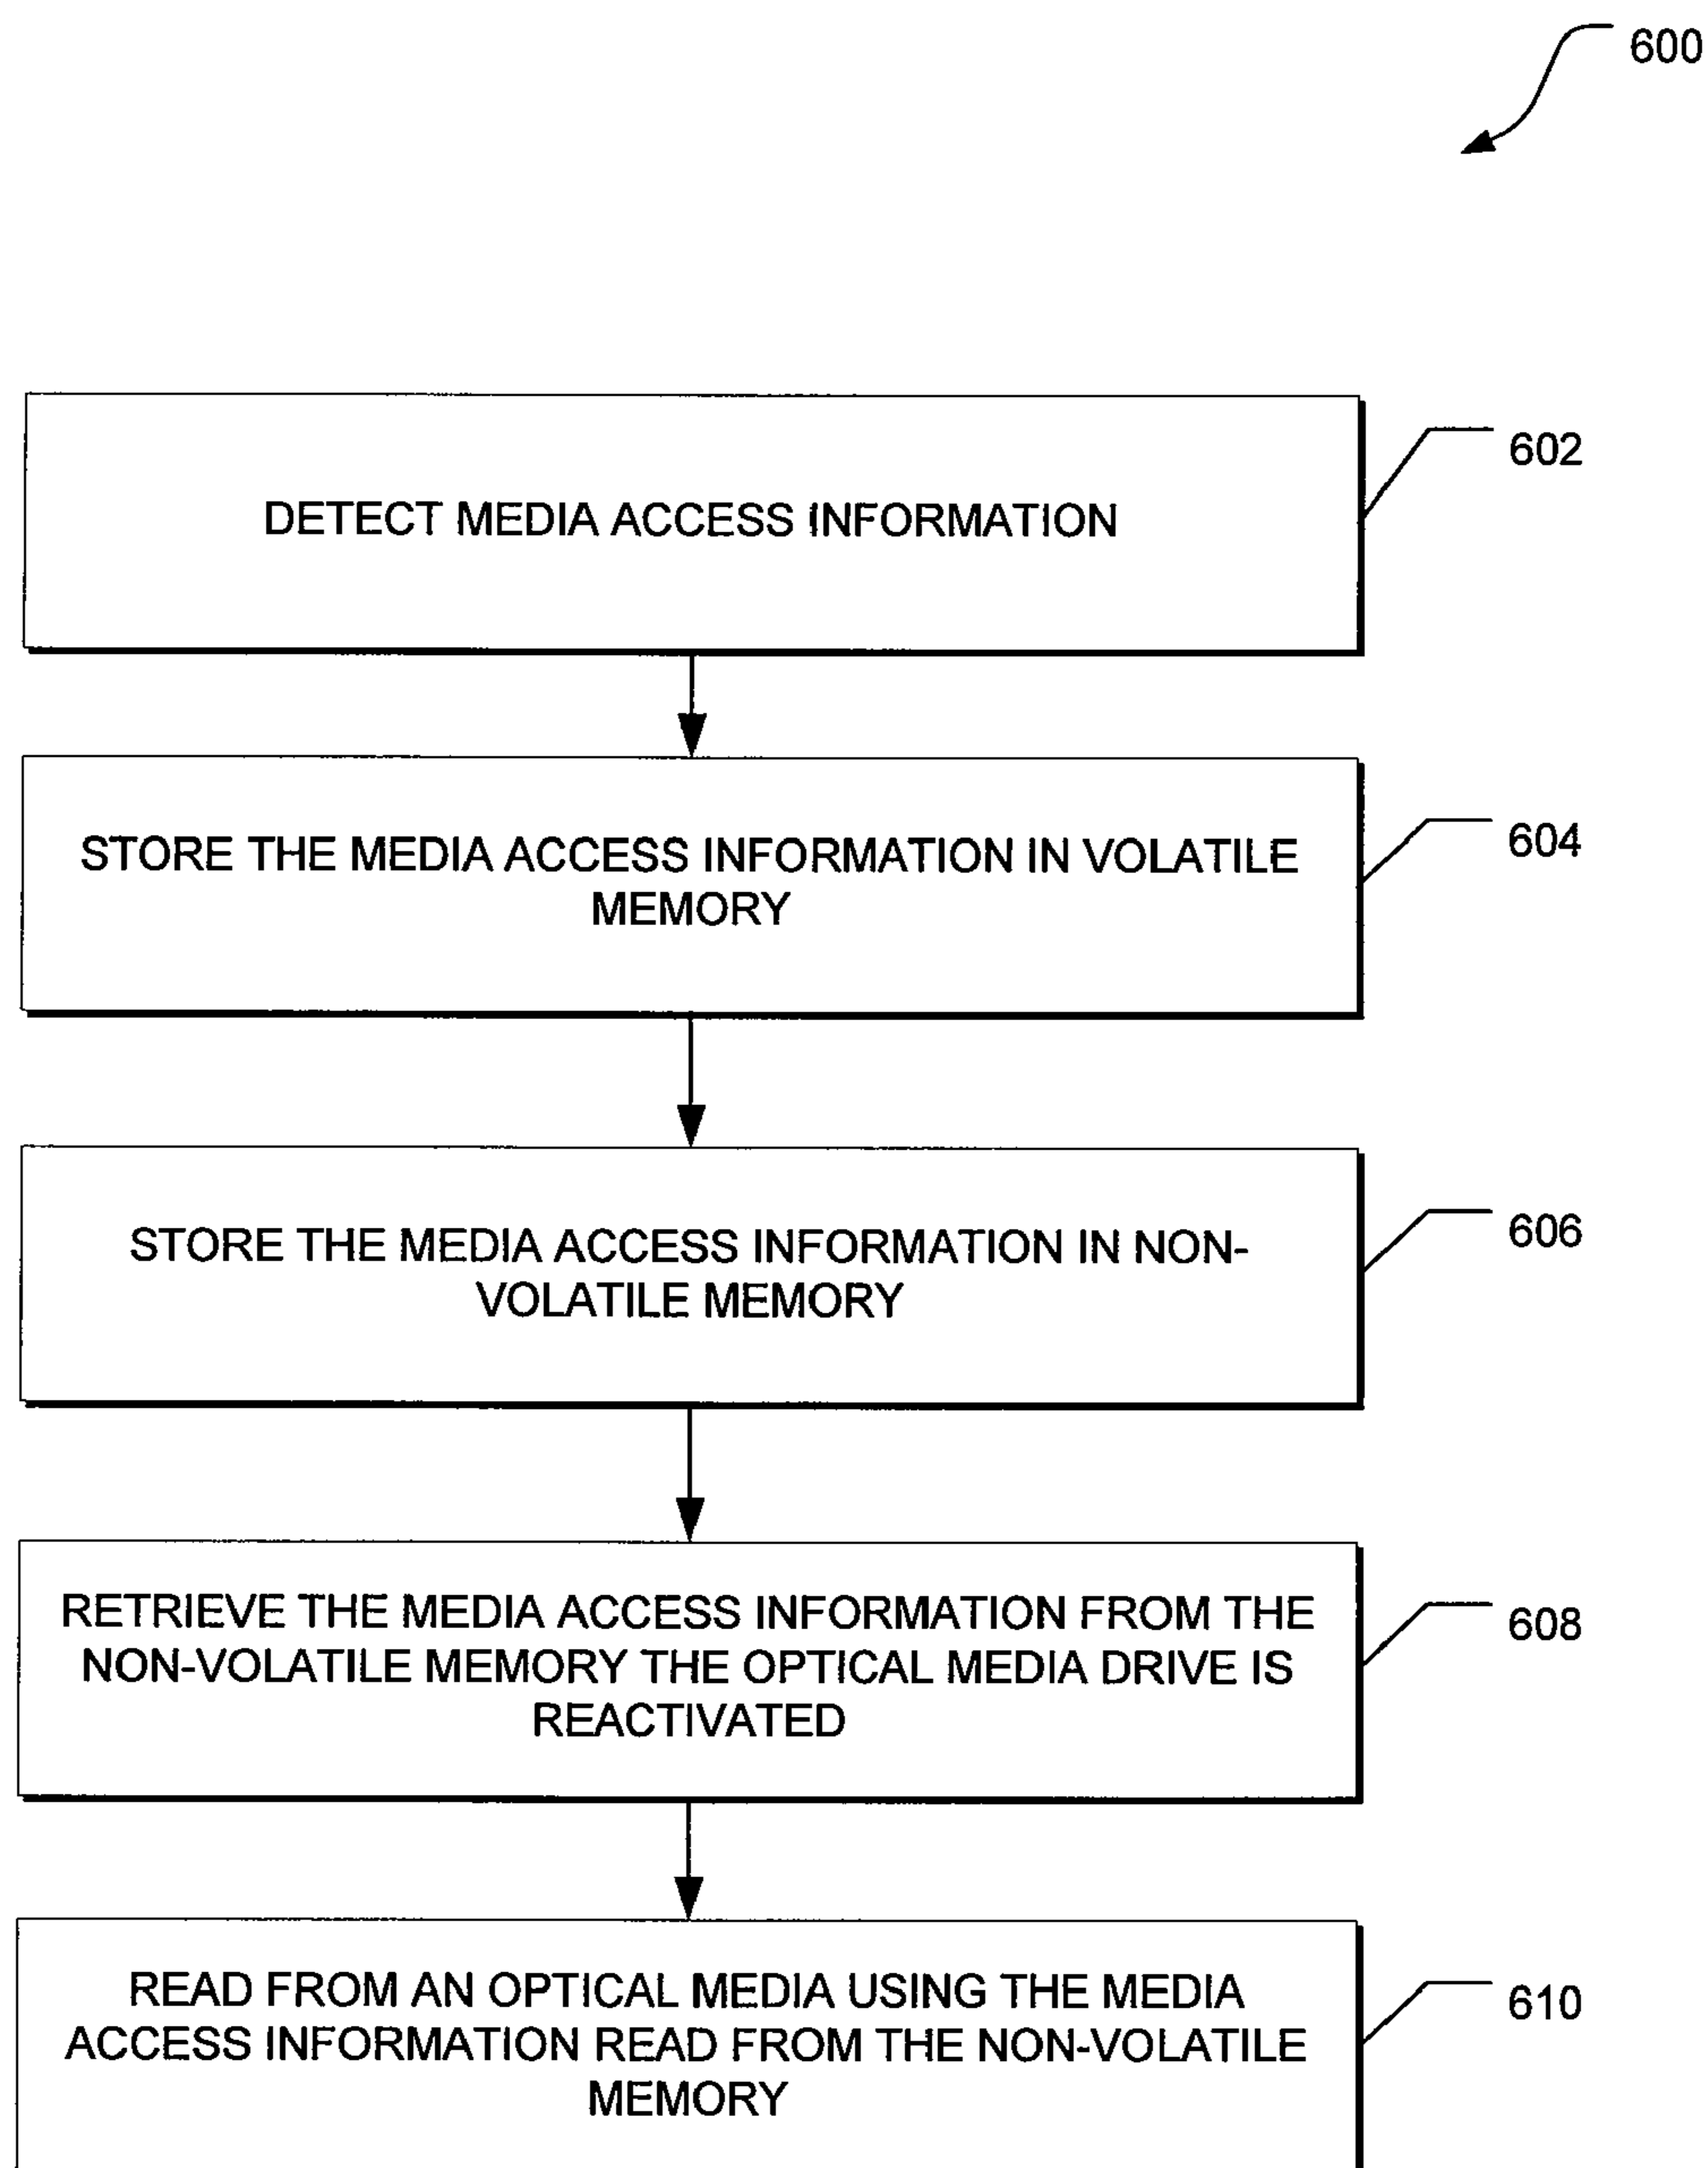 600
DETECT MEDIA ACCESS INFORMATION
602
STORE THE MEDIA ACCESS INFORMATION IN VOLATILE
MEMORY
604
STORE THE MEDIA ACCESS INFORMATION IN NON-
VOLATILE MEMORY
606
RETRIEVE THE MEDIA ACCESS INFORMATION FROM THE
NON-VOLATILE MEMORY THE OPTICAL MEDIA DRIVE IS
REACTIVATED
608
READ FROM AN OPTICAL MEDIA USING THE MEDIA
ACCESS INFORMATION READ FROM THE NON-VOLATILE
MEMORY
610